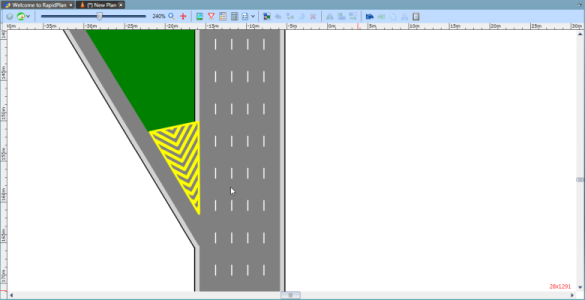 Welcome to RapidPlan
(*) New Plan
240%
-35m
-30m
-25m
-20m
-15m
-10m
-5m
0m
5m
10m
15m
20m
25m
30m
28x1291